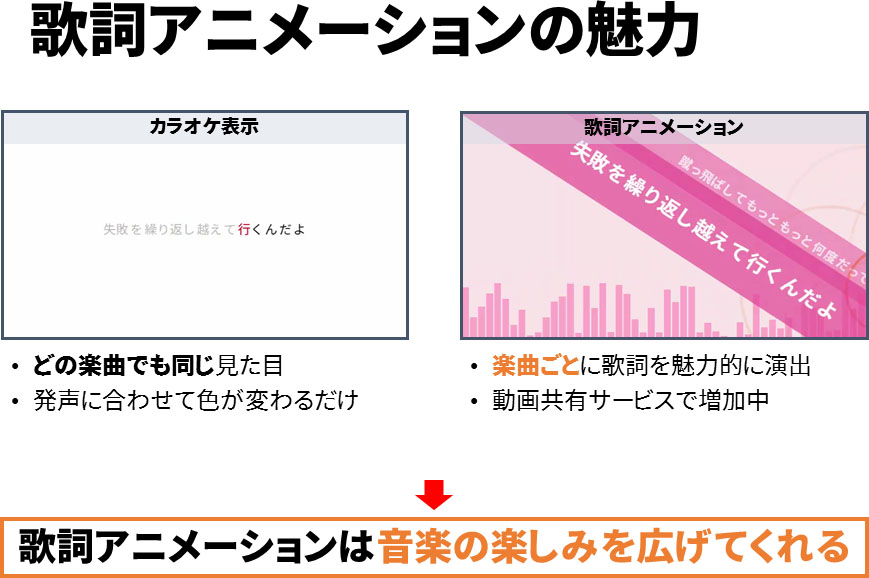 歌詞アニメーションの魅力
カラオケ表示
失敗を繰り返し越えて行くんだよ
• どの楽曲でも同じ見た目
• 発声に合わせて色が変わるだけ
歌詞アニメーション
蹴っ飛ばしてもっともっと何度だって
失敗を繰り返し越えて行くんだよ
• 楽曲ごとに歌詞を魅力的に演出
• 動画共有サービスで増加中
歌詞アニメーションは音楽の楽しみを広げてくれる